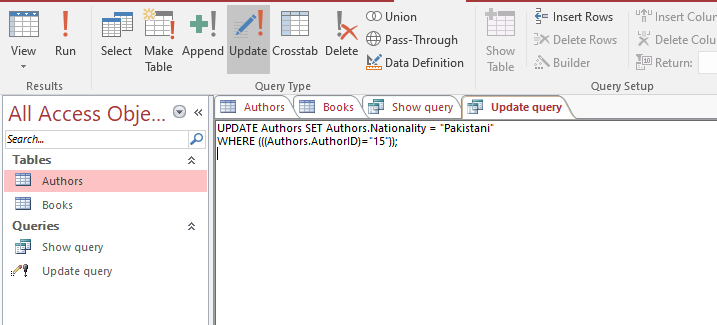 View
Run
Select
Make
Table
Append
Update
Crosstab
Delete
Union
Pass-Through
Data Definition
Show
Table
Insert Rows
Delete Rows
Builder
Insert Colun
Delete Colu
Return:
Results
Query Type
Query Setup
All Access Obje...
Search...
Tables
Authors
Books
Queries
Show query
Update query
Authors
Books
Show query
Update query
UPDATE Authors SET Authors.Nationality = "Pakistani"
WHERE (((Authors.AuthorID)="15"));